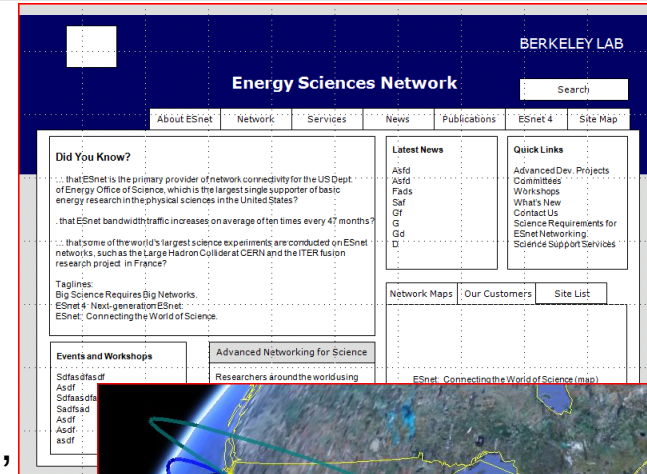 BERKELEY LAB
Energy Sciences Network
Search
About ESnet Network Services News Publications ESnet 4 Site Map
Did You Know?
... that ESnet is the primary provider of network connectivity for the US Dept.
of Energy Office of Science, which is the largest single supporter of basic
energy research in the physical sciences in the United States?
. that ESnet bandwidth traffic increases on average of ten times every 47 months?
... that some of the world's largest science experiments are conducted on ESnet
networks, such as the Large Hadron Collider at CERN and the ITER fusion
research project in France?
Taglines:
Big Science Requires Big Networks.
ESnet 4: Next-generation ESnet.
ESnet: Connecting the World of Science.
Latest News
Asfd
Asfd
Fads
Saf
Gf
G
Gd
D
Quick Links
Advanced Dev. Projects
Committees
Workshops
What's New
Contact Us
Science Requirements for
ESnet Networking.
Science Support Services
Network Maps Our Customers Site List
ESnet: Connecting the World of Science (map)
Events and Workshops
Sdfasdfasdf
Asdf
Sdfaasdfa
Sadfsad
Asdf
Asdf
asdf
Advanced Networking for Science
Researchers around the world using
,